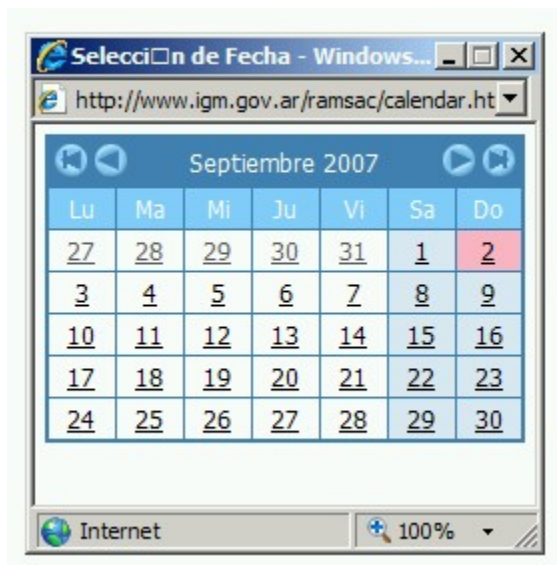 Selecci□n de Fecha - Windows...
http://www.igm.gov.ar/ramsac/calendar.ht
Septiembre 2007
Lu Ma Mi Ju Vi Sa Do
27 28 29 30 31 1 2
3 4 5 6 7 8 9
10 11 12 13 14 15 16
17 18 19 20 21 22 23
24 25 26 27 28 29 30
Internet 100%